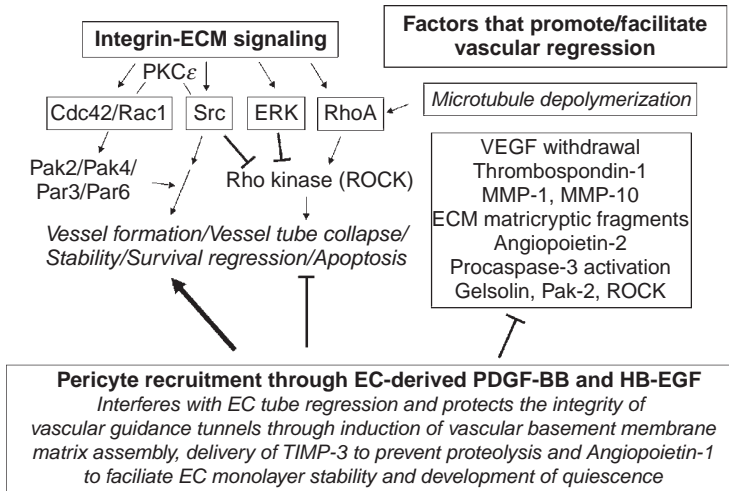 Integrin-ECM signaling
PKCε
Cdc42/Rac1
Src
ERK
RhoA
Pak2/Pak4/
Par3/Par6
Rho kinase (ROCK)
Vessel formation/Vessel tube collapse/
Stability/Survival regression/Apoptosis
Factors that promote/facilitate
vascular regression
Microtubule depolymerization
VEGF withdrawal
Thrombospondin-1
MMP-1, MMP-10
ECM matricryptic fragments
Angiopoietin-2
Procaspase-3 activation
Gelsolin, Pak-2, ROCK
Pericyte recruitment through EC-derived PDGF-BB and HB-EGF
Interferes with EC tube regression and protects the integrity of
vascular guidance tunnels through induction of vascular basement membrane
matrix assembly, delivery of TIMP-3 to prevent proteolysis and Angiopoietin-1
to faciliate EC monolayer stability and development of quiescence